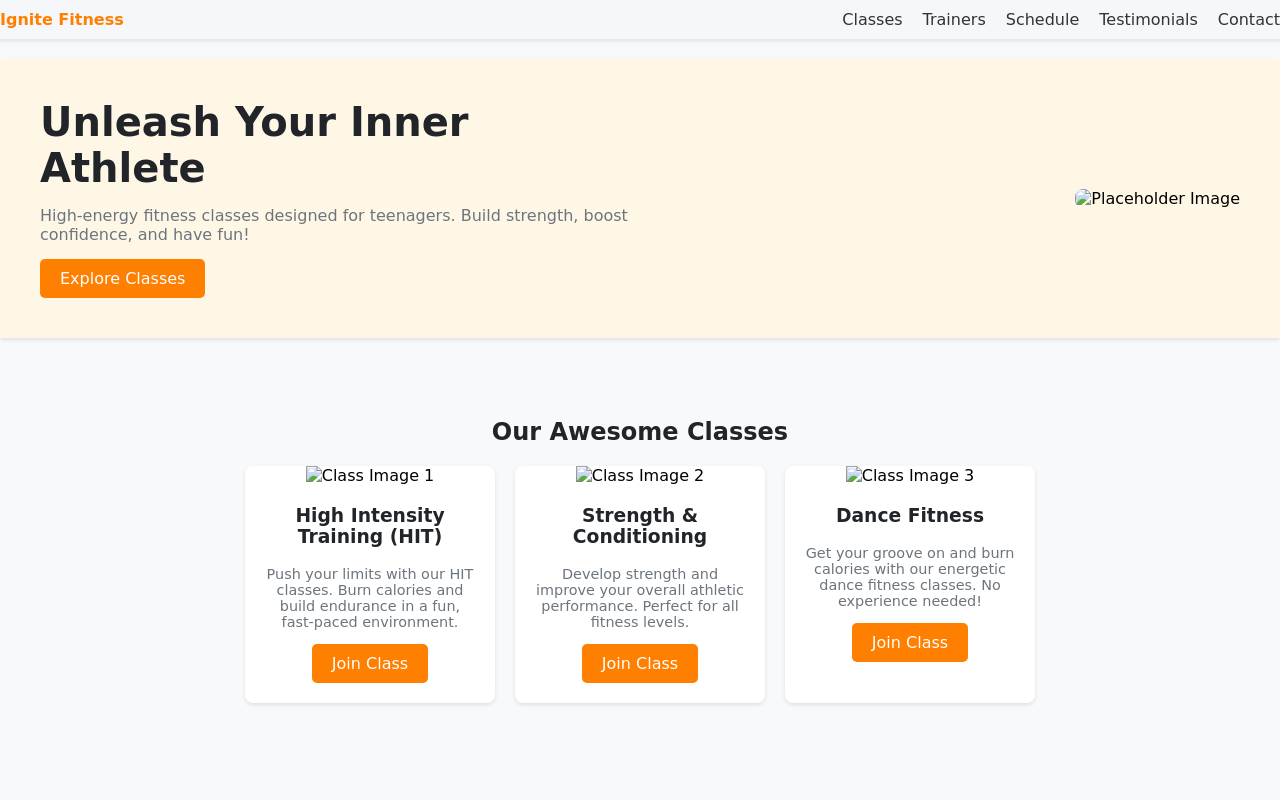 Ignite Fitness
Classes Trainers Schedule Testimonials Contact
Unleash Your Inner
Athlete
High-energy fitness classes designed for teenagers. Build strength, boost
confidence, and have fun!
Explore Classes
Placeholder Image
Our Awesome Classes
Class Image 1
High Intensity
Training (HIT)
Push your limits with our HIT
classes. Burn calories and
build endurance in a fun,
fast-paced environment.
Join Class
Class Image 2
Strength &
Conditioning
Develop strength and
improve your overall athletic
performance. Perfect for all
fitness levels.
Join Class
Class Image 3
Dance Fitness
Get your groove on and burn
calories with our energetic
dance fitness classes. No
experience needed!
Join Class